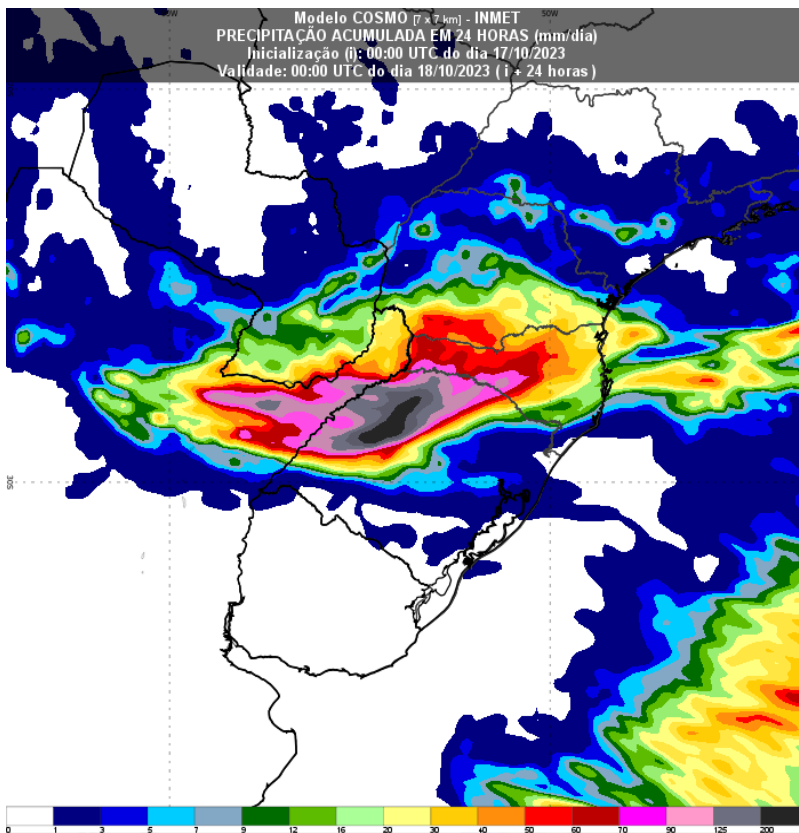 Modelo COSMO [7 x 7 km] - INMET
PRECIPITAÇÃO ACUMULADA EM 24 HORAS (mm/dia)
Inicialização (i): 00:00 UTC do dia 17/10/2023
Validade: 00:00 UTC do dia 18/10/2023 ( i + 24 horas )
50W
30S
0 1 3 5 7 9 12 16 20 30 40 50 60 70 90 125 200